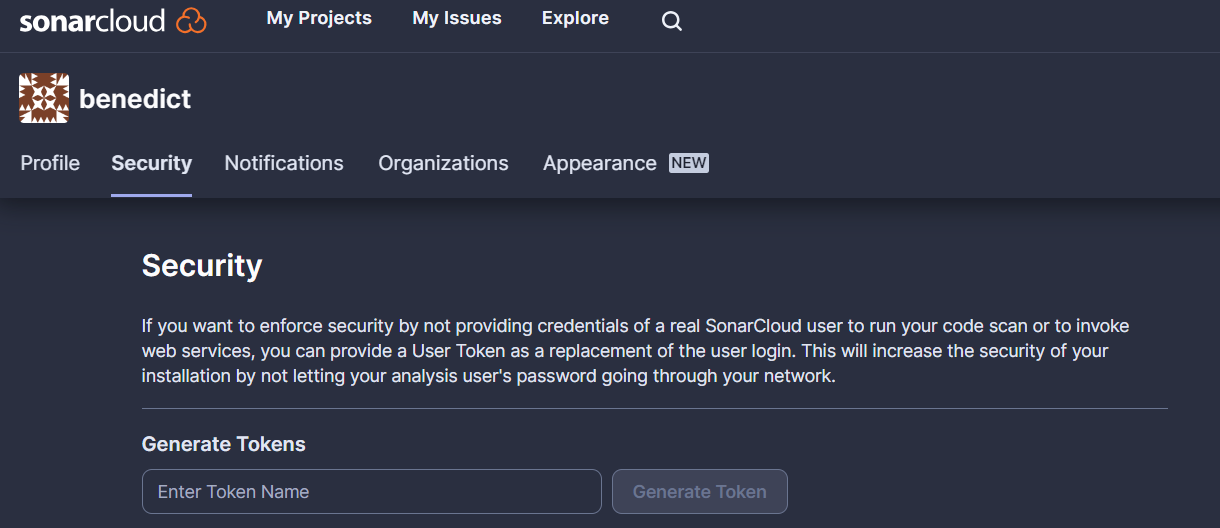 sonarcloud
My Projects My Issues Explore
benedict
Profile Security Notifications Organizations Appearance NEW
Security
If you want to enforce security by not providing credentials of a real SonarCloud user to run your code scan or to invoke
web services, you can provide a User Token as a replacement of the user login. This will increase the security of your
installation by not letting your analysis user's password going through your network.
Generate Tokens
Enter Token Name Generate Token